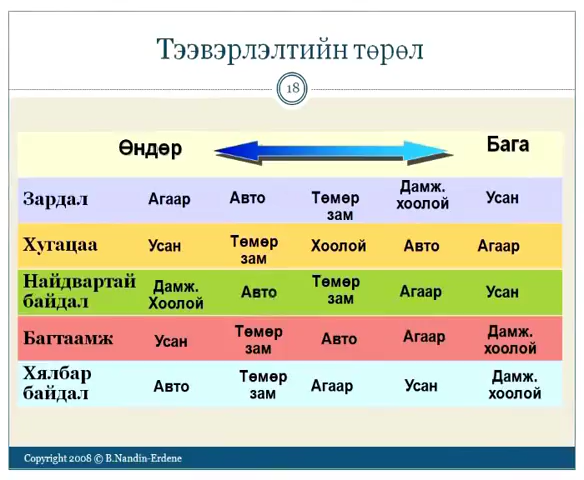 Тээвэрлэлтийн төрөл
18
Өндөр Бага
Зардал Агаар Авто Төмөр зам Дамж. хоолой Усан
Хугацаа Усан Төмөр зам Хоолой Авто Агаар
Найдвартай байдал Дамж. Хоолой Авто Төмөр зам Агаар Усан
Багтаамж Усан Төмөр зам Авто Агаар Дамж. хоолой
Хялбар байдал Авто Төмөр зам Агаар Усан Дамж. хоолой
Copyright 2008 © B.Nandin-Erdene